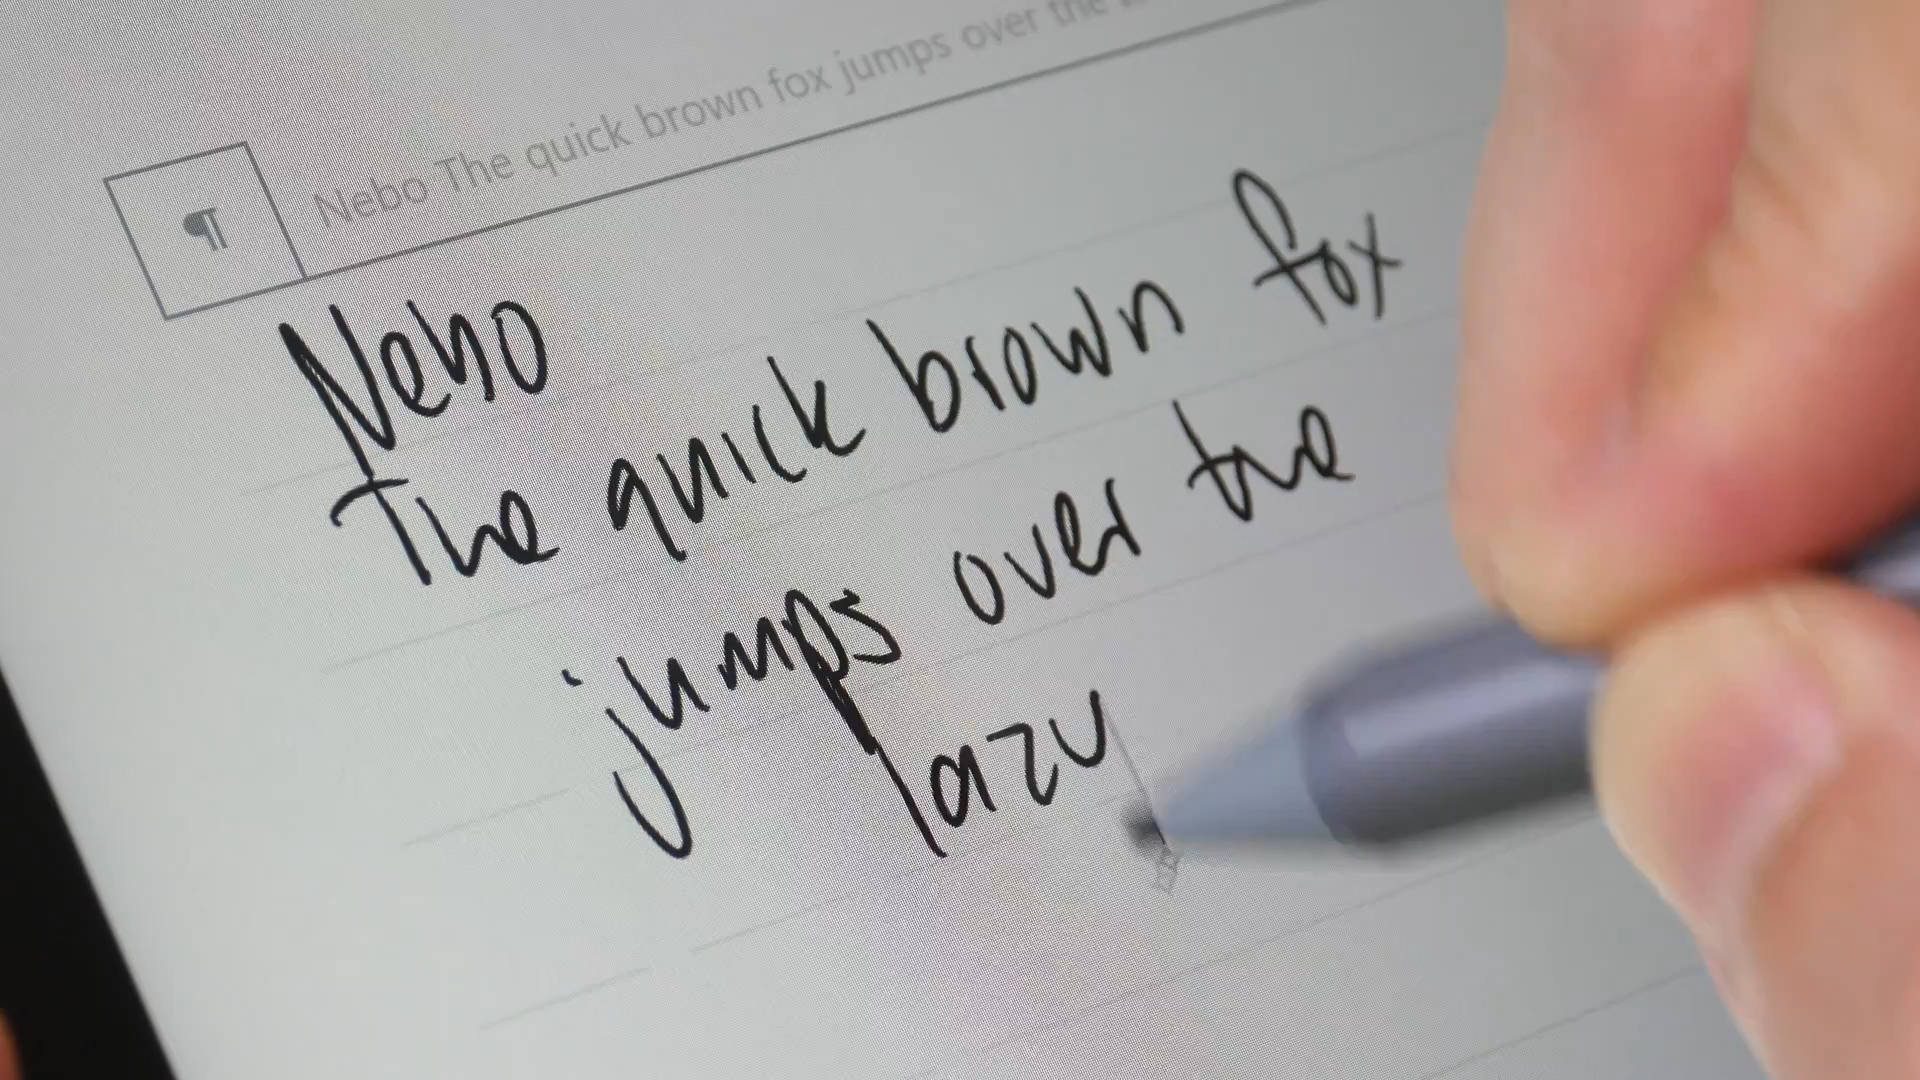 ¶
Nebo The quick brown fox jumps over the
Nebo
The quick brown fox
jumps over the
lazy